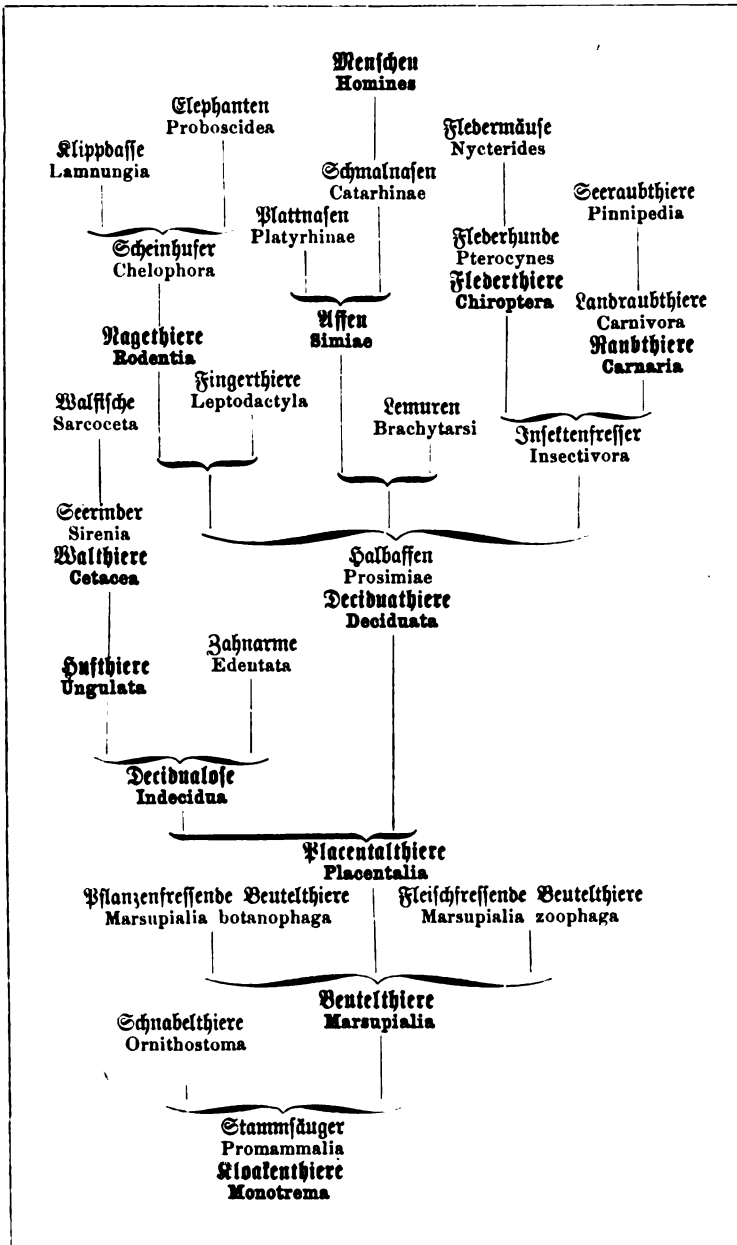 Menschen
Homines
Elephanten
Proboscidea
Fledermäuse
Nycterides
Klippdasse
Lamnungia
Schmalnasen
Catarhinae
Seeraubthiere
Pinnipedia
Plattnasen
Platyrhinae
Flederhunde
Pterocynes
Flederthiere
Chiroptera
Scheinhufer
Chelophora
Landraubthiere
Carnivora
Raubthiere
Carnaria
Affen
Simiae
Nagethiere
Rodentia
Fingerthiere
Leptodactyla
Walfische
Sarcoceta
Lemuren
Brachytarsi
Insektenfresser
Insectivora
Seerinder
Sirenia
Walthiere
Cetacea
Halbaffen
Prosimiae
Deciduathiere
Deciduata
Zahnarme
Edentata
Hufthiere
Ungulata
Decidualose
Indecidua
Placentalthiere
Placentalia
Pflanzenfressende Beutelthiere
Marsupialia botanophaga
Fleischfressende Beutelthiere
Marsupialia zoophaga
Beutelthiere
Marsupialia
Schnabelthiere
Ornithostoma
Stammsäuger
Promammalia
Kloakenthiere
Monotrema